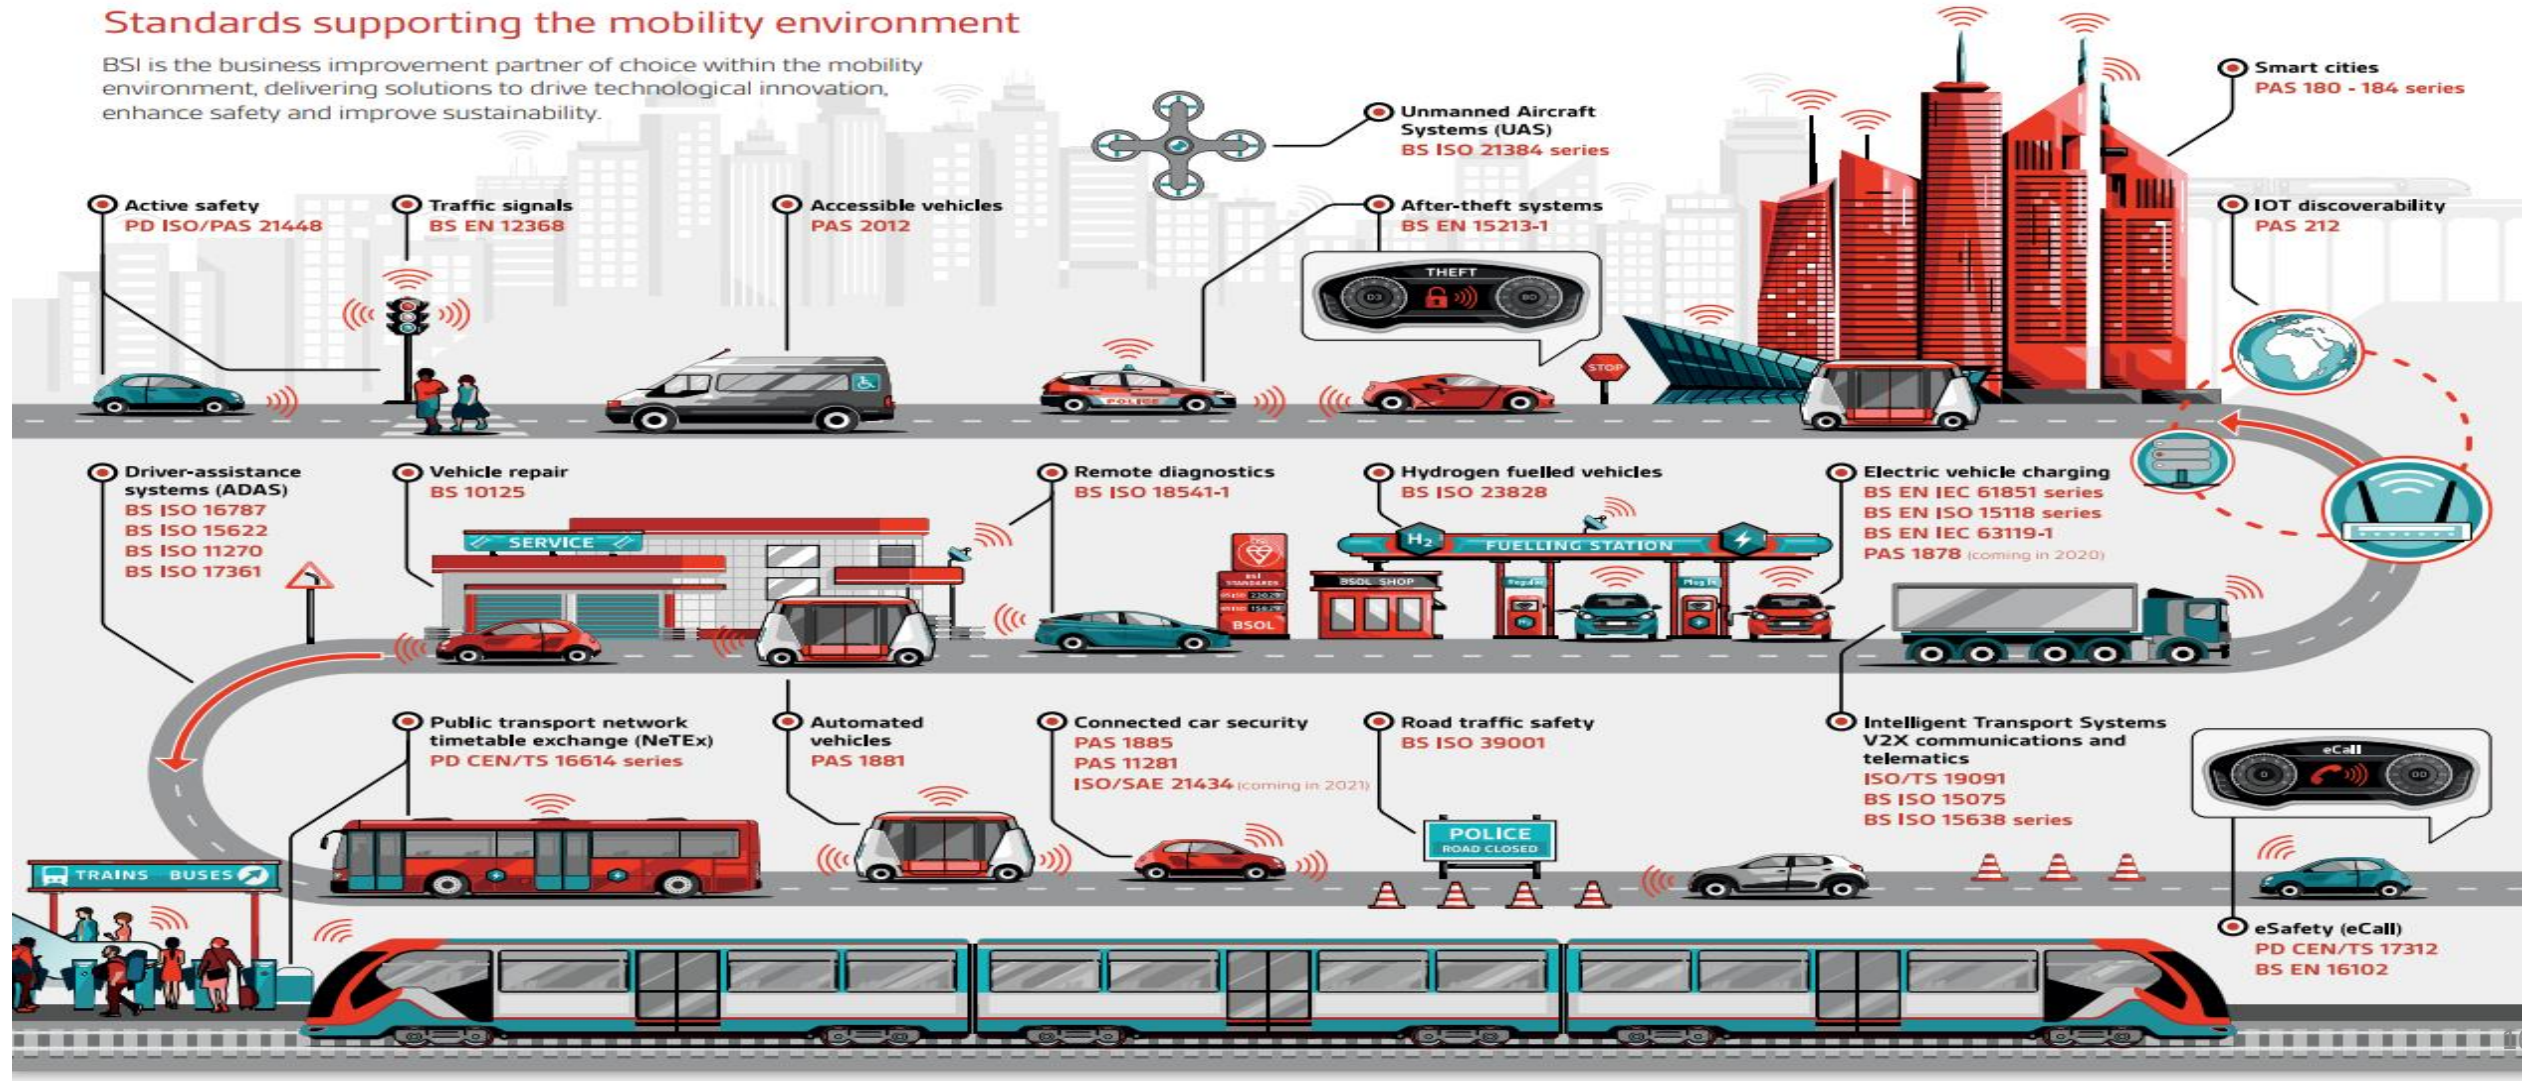 Standards supporting the mobility environment
BSI is the business improvement partner of choice within the mobility
environment, delivering solutions to drive technological innovation,
enhance safety and improve sustainability.
Smart cities
PAS 180 - 184 series
Unmanned Aircraft
Systems (UAS)
BS ISO 21384 series
Active safety
PD ISO/PAS 21448
Traffic signals
BS EN 12368
Accessible vehicles
PAS 2012
After-theft systems
BS EN 15213-1
IOT discoverability
PAS 212
THEFT
STOP
POLICE
Driver-assistance
systems (ADAS)
BS ISO 16787
BS ISO 15622
BS ISO 11270
BS ISO 17361
Vehicle repair
BS 10125
Remote diagnostics
BS ISO 18541-1
Hydrogen fuelled vehicles
BS ISO 23828
Electric vehicle charging
BS EN IEC 61851 series
BS EN ISO 15118 series
BS EN IEC 63119-1
PAS 1878 (coming in 2020)
SERVICE
H2
FUELLING STATION
BSI
STANDARDS
BSOL
BSOL SHOP
Plug In
Public transport network
timetable exchange (NeTEx)
PD CEN/TS 16614 series
Automated
vehicles
PAS 1881
Connected car security
PAS 1885
PAS 11281
ISO/SAE 21434 (coming in 2021)
Road traffic safety
BS ISO 39001
Intelligent Transport Systems
V2X communications and
telematics
ISO/TS 19091
BS ISO 15075
BS ISO 15638 series
eCall
POLICE
ROAD CLOSED
TRAINS BUSES
eSafety (eCall)
PD CEN/TS 17312
BS EN 16102